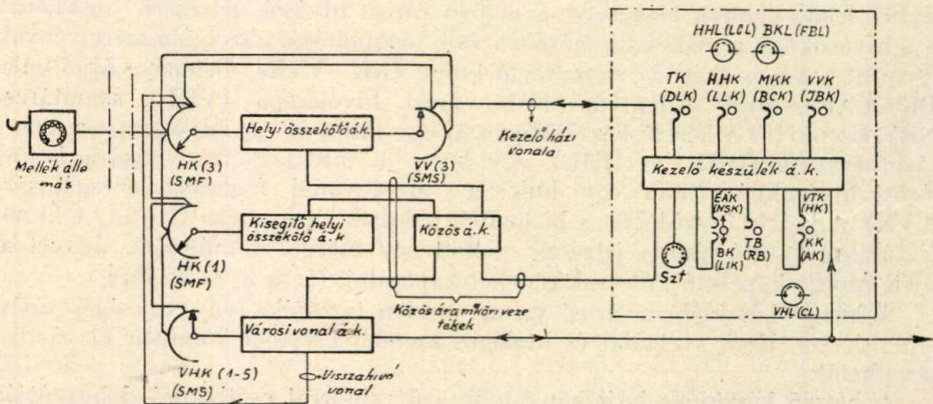 HHL(LCL) BKL(FBL)
TK HHK MKK VVK
(DLK) (LLK) (BCK) (JBK)
Mellék állo
más
Helyi összekötő á.k.
HK(3)
(SMF)
VV(3)
(SMS)
Kezelő házi
vonala
Kezelő készülék á.k.
Kisegítő helyi
összekötő á.k
Közös á.k.
HK(1)
(SMF)
Szt
ÉAK
(NSK)
BK
(LIK)
TB
(RB)
VTK
(HK)
KK
(AK)
VHL(CL)
Közös áramköri veze
tékek
Városi vonal á.k.
VHK (1-5)
(SMS)
Visszahívó
vonal